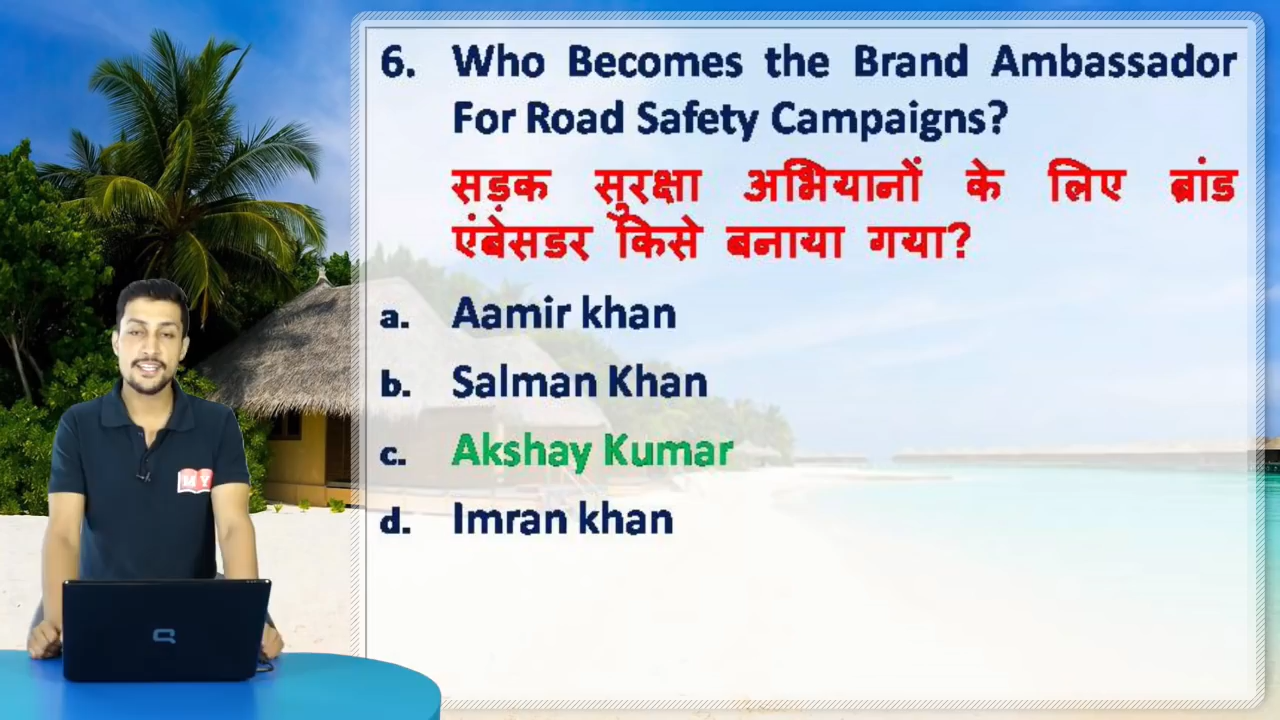 6. Who Becomes the Brand Ambassador
For Road Safety Campaigns?
सड़क सुरक्षा अभियानों के लिए ब्रांड
एंबेसडर किसे बनाया गया?
a. Aamir khan
b. Salman Khan
c. Akshay Kumar
d. Imran khan
M Y